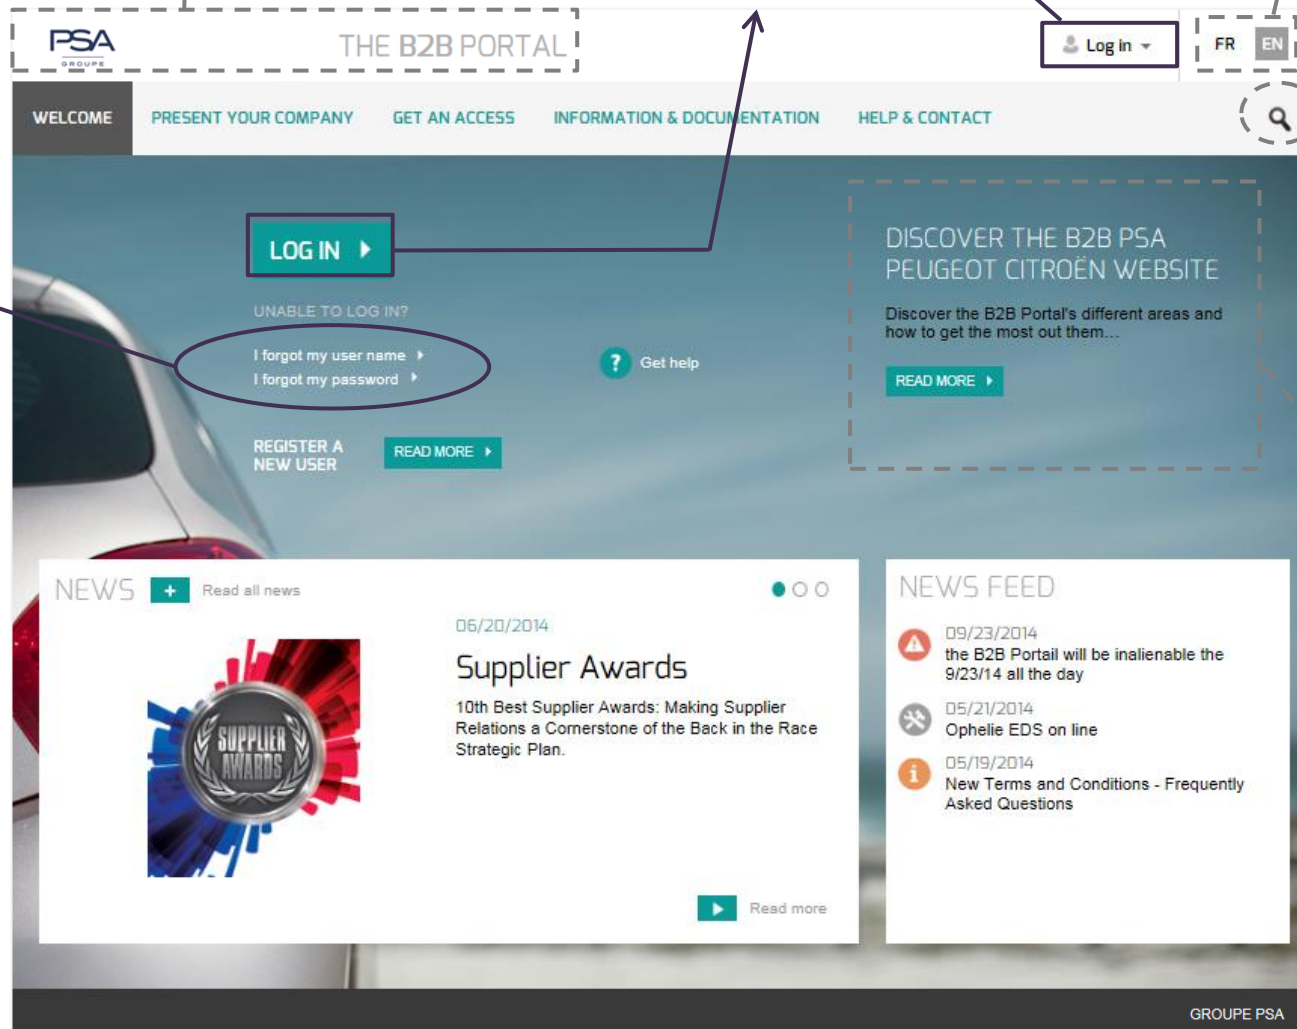 PSA
GROUPE
THE B2B PORTAL
Log in
FR EN
WELCOME PRESENT YOUR COMPANY GET AN ACCESS INFORMATION & DOCUMENTATION HELP & CONTACT
LOG IN
UNABLE TO LOG IN?
I forgot my user name
I forgot my password
? Get help
REGISTER A
NEW USER
READ MORE
DISCOVER THE B2B PSA
PEUGEOT CITROËN WEBSITE
Discover the B2B Portal's different areas and
how to get the most out them...
READ MORE
NEWS + Read all news
SUPPLIER
AWARDS
06/20/2014
Supplier Awards
10th Best Supplier Awards: Making Supplier
Relations a Cornerstone of the Back in the Race
Strategic Plan.
Read more
NEWS FEED
09/23/2014
the B2B Portail will be inalienable the
9/23/14 all the day
05/21/2014
Ophelie EDS on line
05/19/2014
New Terms and Conditions - Frequently
Asked Questions
GROUPE PSA